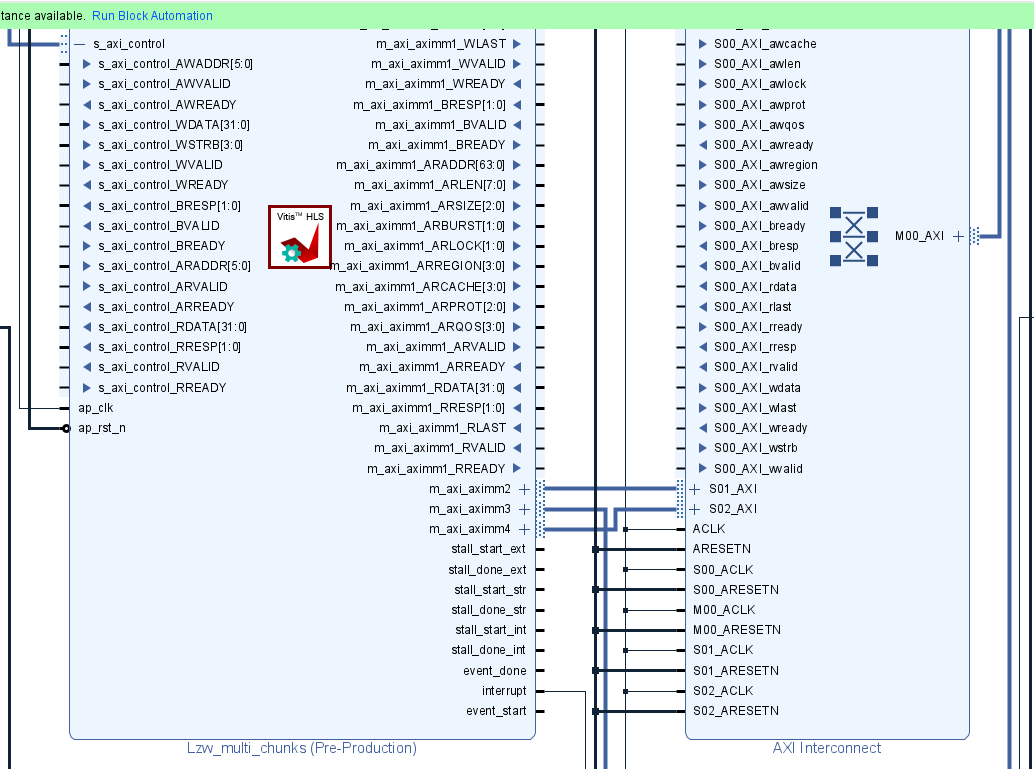 tance available. Run Block Automation
s_axi_control
s_axi_control_AWADDR[5:0]
s_axi_control_AWVALID
s_axi_control_AWREADY
s_axi_control_WDATA[31:0]
s_axi_control_WSTRB[3:0]
s_axi_control_WVALID
s_axi_control_WREADY
s_axi_control_BRESP[1:0]
s_axi_control_BVALID
s_axi_control_BREADY
s_axi_control_ARADDR[5:0]
s_axi_control_ARVALID
s_axi_control_ARREADY
s_axi_control_RDATA[31:0]
s_axi_control_RRESP[1:0]
s_axi_control_RVALID
s_axi_control_RREADY
ap_clk
ap_rst_n
Vitis™ HLS
m_axi_aximm1_WLAST
m_axi_aximm1_WVALID
m_axi_aximm1_WREADY
m_axi_aximm1_BRESP[1:0]
m_axi_aximm1_BVALID
m_axi_aximm1_BREADY
m_axi_aximm1_ARADDR[63:0]
m_axi_aximm1_ARLEN[7:0]
m_axi_aximm1_ARSIZE[2:0]
m_axi_aximm1_ARBURST[1:0]
m_axi_aximm1_ARLOCK[1:0]
m_axi_aximm1_ARREGION[3:0]
m_axi_aximm1_ARCACHE[3:0]
m_axi_aximm1_ARPROT[2:0]
m_axi_aximm1_ARQOS[3:0]
m_axi_aximm1_ARVALID
m_axi_aximm1_ARREADY
m_axi_aximm1_RDATA[31:0]
m_axi_aximm1_RRESP[1:0]
m_axi_aximm1_RLAST
m_axi_aximm1_RVALID
m_axi_aximm1_RREADY
m_axi_aximm2
m_axi_aximm3
m_axi_aximm4
stall_start_ext
stall_done_ext
stall_start_str
stall_done_str
stall_start_int
stall_done_int
event_done
interrupt
event_start
Lzw_multi_chunks (Pre-Production)
S00_AXI_awcache
S00_AXI_awlen
S00_AXI_awlock
S00_AXI_awprot
S00_AXI_awqos
S00_AXI_awready
S00_AXI_awregion
S00_AXI_awsize
S00_AXI_awvalid
S00_AXI_bready
S00_AXI_bresp
S00_AXI_bvalid
S00_AXI_rdata
S00_AXI_rlast
S00_AXI_rready
S00_AXI_rresp
S00_AXI_rvalid
S00_AXI_wdata
S00_AXI_wlast
S00_AXI_wready
S00_AXI_wstrb
S00_AXI_wvalid
S01_AXI
S02_AXI
ACLK
ARESETN
S00_ACLK
S00_ARESETN
M00_ACLK
M00_ARESETN
S01_ACLK
S01_ARESETN
S02_ACLK
S02_ARESETN
M00_AXI
AXI Interconnect